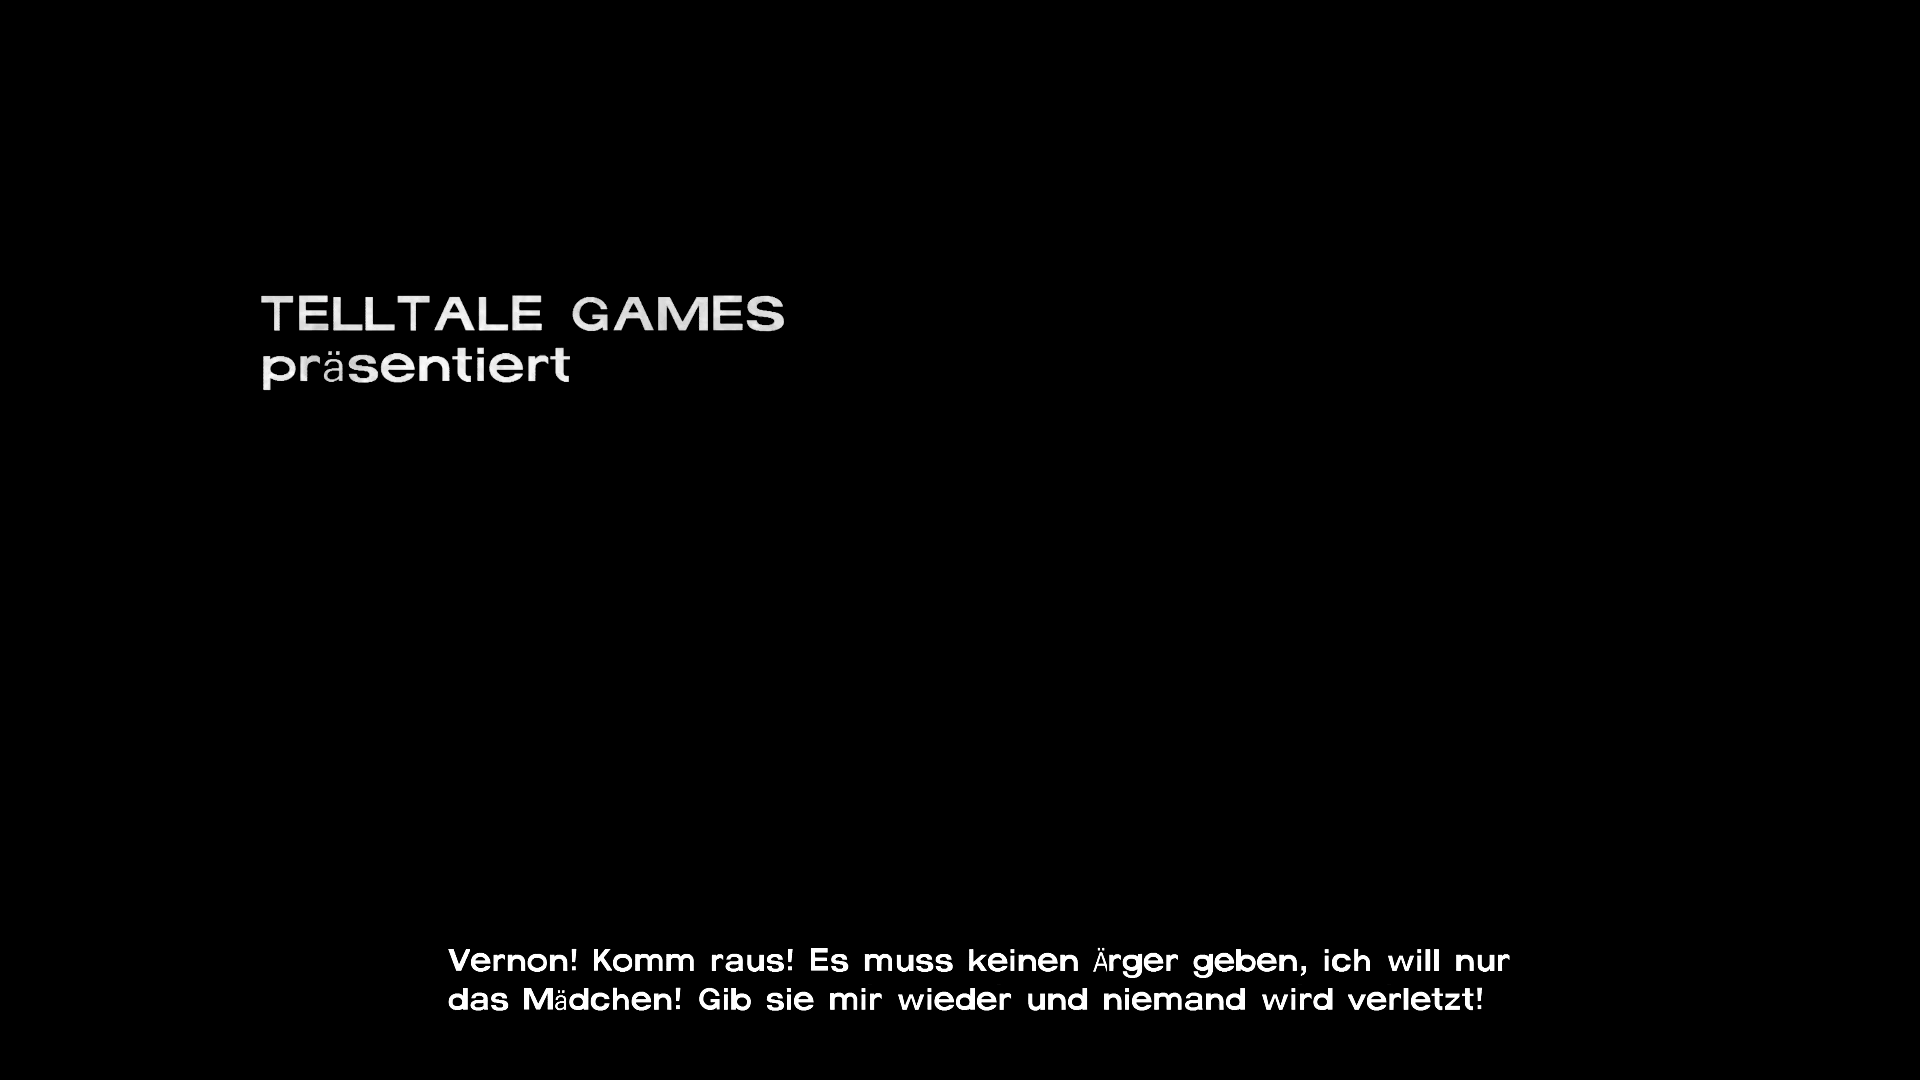 TELLTALE GAMES
präsentiert
Vernon! Komm raus! Es muss keinen Ärger geben, ich will nur
das Mädchen! Gib sie mir wieder und niemand wird verletzt!